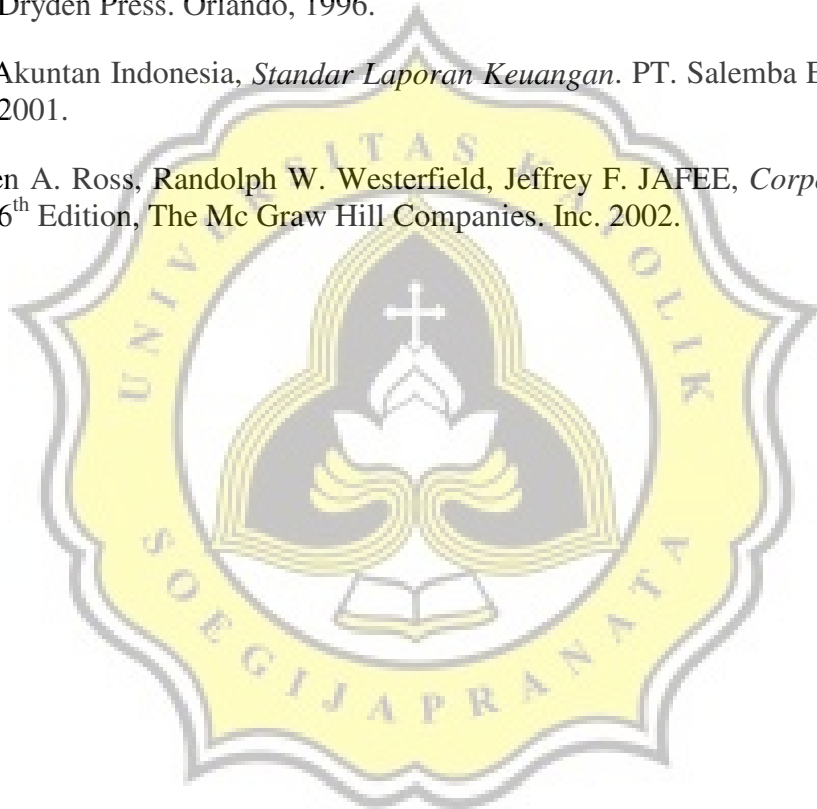 Dryden Press. Orlando, 1996.
Akuntan Indonesia, Standar Laporan Keuangan. PT. Salemba E
2001.
en A. Ross, Randolph W. Westerfield, Jeffrey F. JAFEE, Corp
6th Edition, The Mc Graw Hill Companies. Inc. 2002.
UNIVERSITAS KATOLIK
SOEGIJAPRANATA